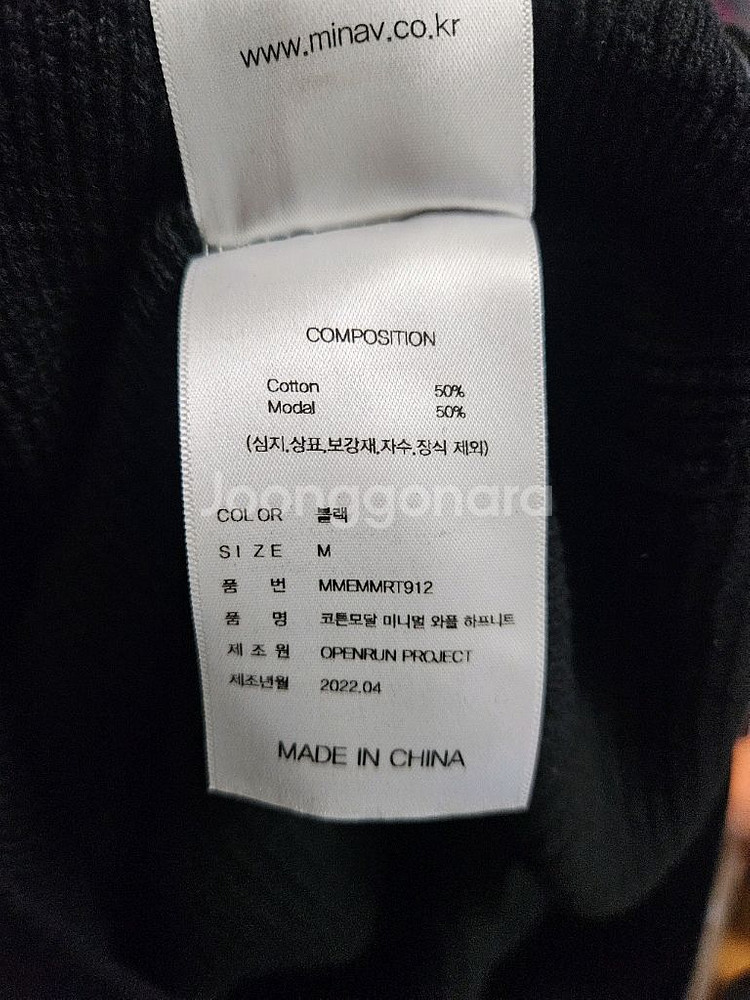 www.minav.co.kr
COMPOSITION
Cotton 50%
Modal 50%
(심지.상표.보강재.자수.장식 제외)
Joonggonara
COLOR 블랙
SIZE M
품 번 MMEMMRT912
품 명 코튼모달 미니멀 와플 하프니트
제조원 OPENRUN PROJECT
제조년월 2022.04
MADE IN CHINA